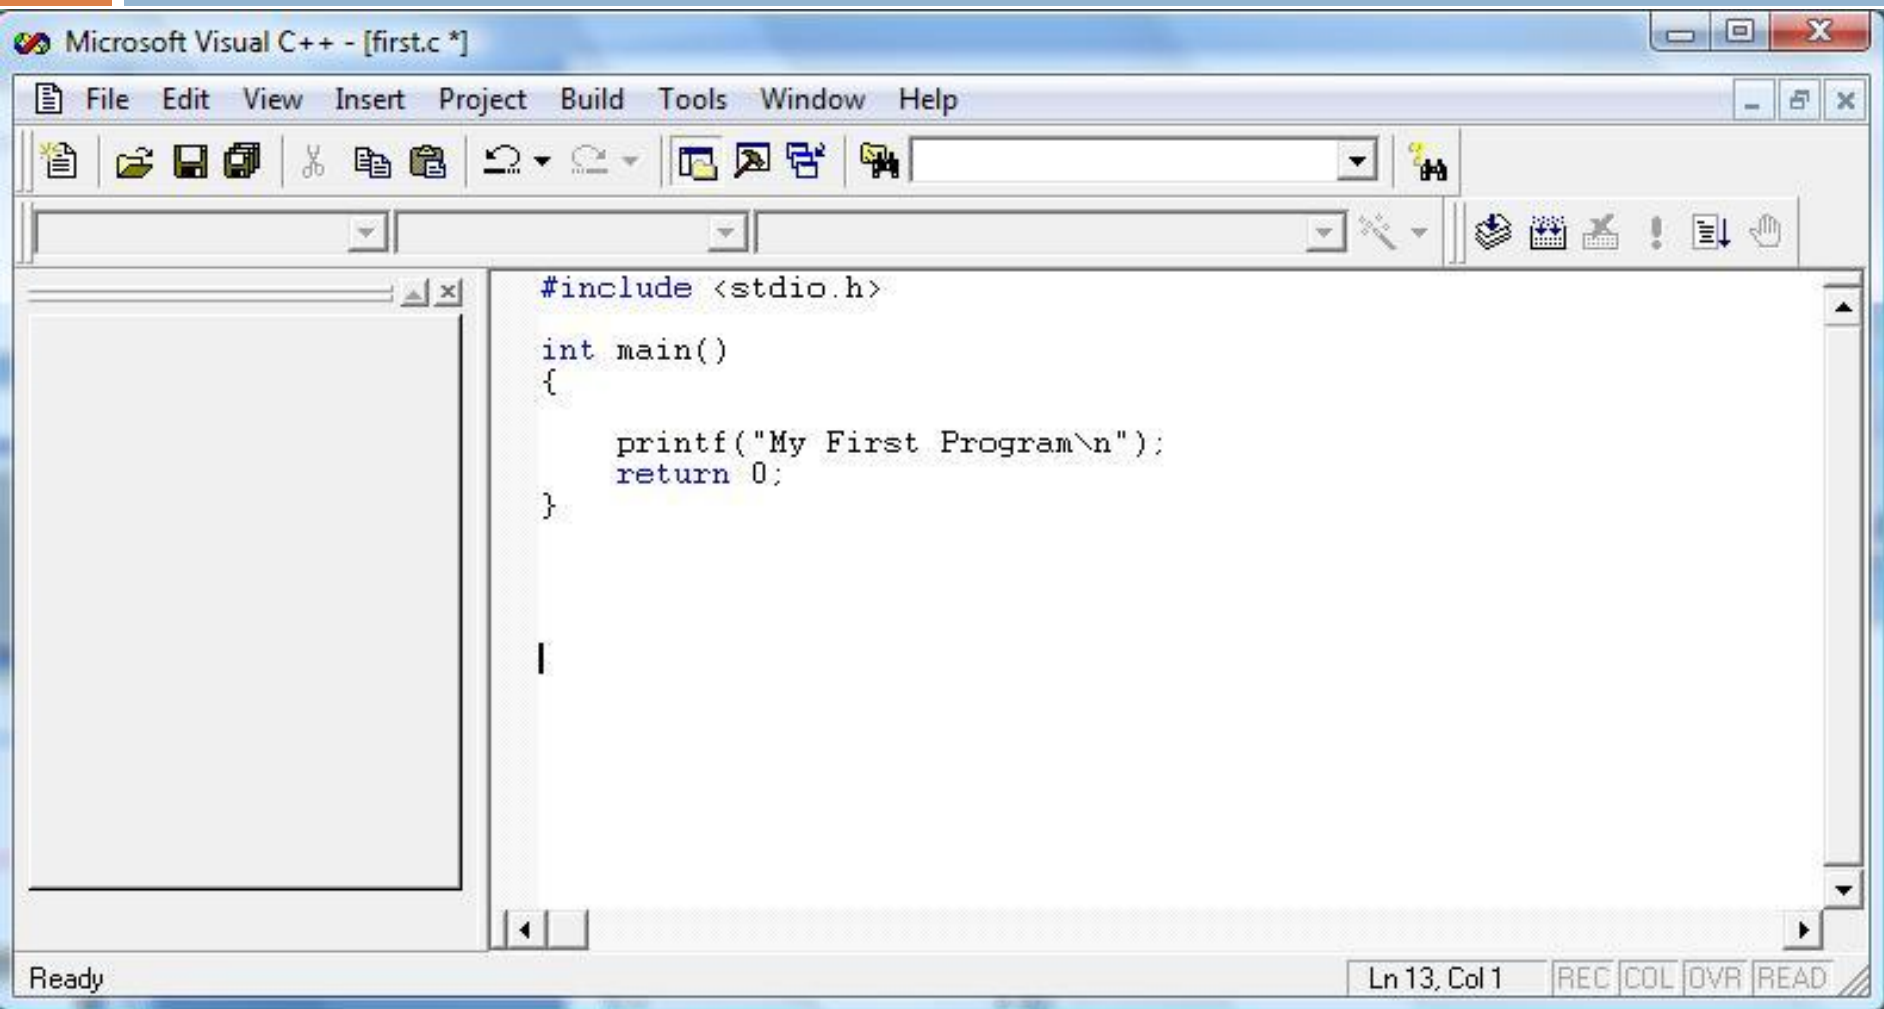 Microsoft Visual C++ - [first.c *]
File Edit View Insert Project Build Tools Window Help
#include <stdio.h>
int main()
{
printf("My First Program\n");
return 0;
}
Ready Ln 13, Col 1 REC COL OVR READ